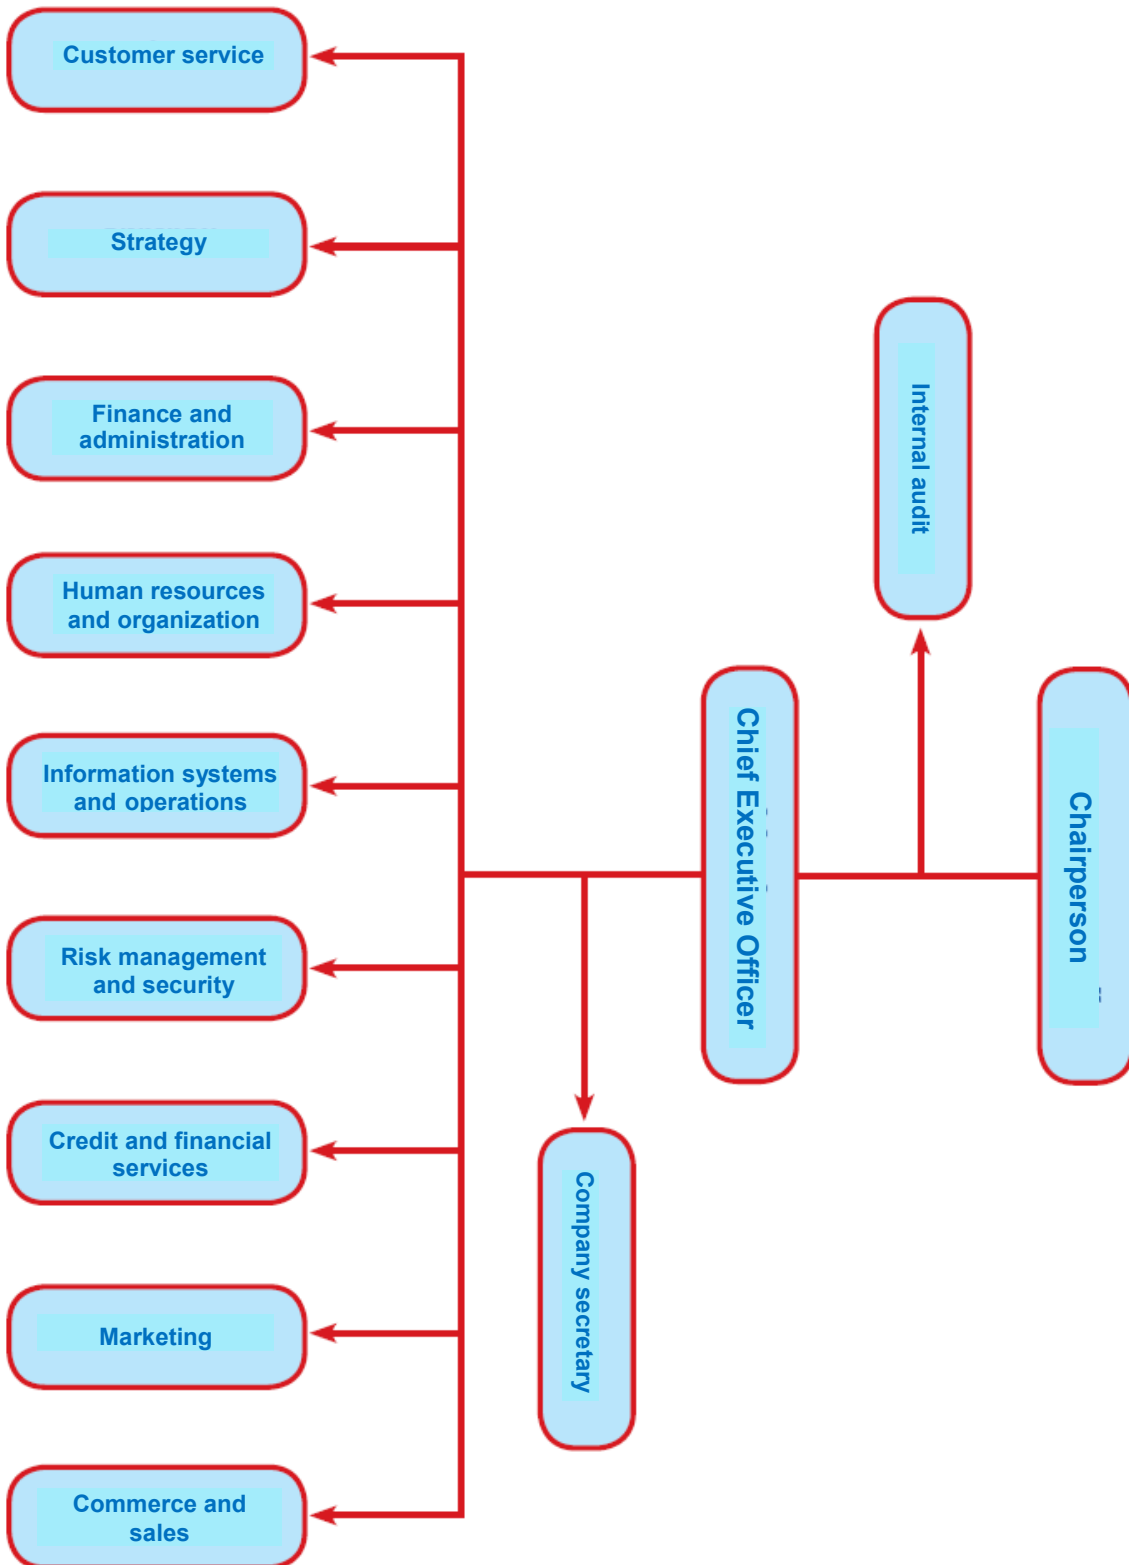 Customer service
Strategy
Finance and
administration
Human resources
and organization
Information systems
and operations
Risk management
and security
Credit and financial
services
Marketing
Commerce and
sales
Internal audit
Chief Executive Officer
Chairperson
Company secretary